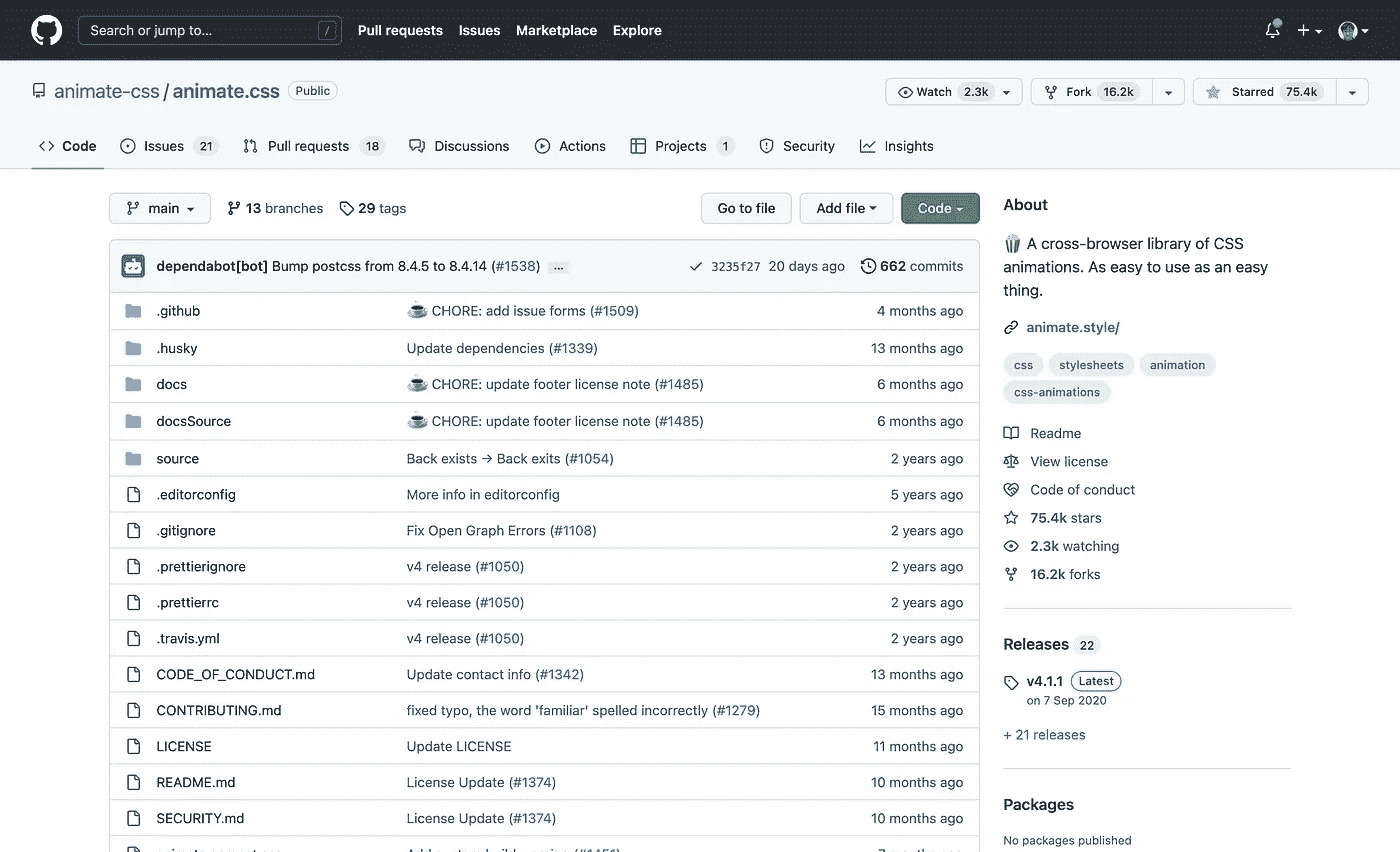 Search or jump to... /
Pull requests Issues Marketplace Explore
animate-css / animate.css Public
Watch 2.3k Fork 16.2k Starred 75.4k
Code Issues 21 Pull requests 18 Discussions Actions Projects 1 Security Insights
main 13 branches 29 tags Go to file Add file Code
dependabot[bot] Bump postcss from 8.4.5 to 8.4.14 (#1538) ... 3235f27 20 days ago 662 commits
.github CHORE: add issue forms (#1509) 4 months ago
.husky Update dependencies (#1339) 13 months ago
docs CHORE: update footer license note (#1485) 6 months ago
docsSource CHORE: update footer license note (#1485) 6 months ago
source Back exists → Back exits (#1054) 2 years ago
.editorconfig More info in editorconfig 5 years ago
.gitignore Fix Open Graph Errors (#1108) 2 years ago
.prettierignore v4 release (#1050) 2 years ago
.prettierrc v4 release (#1050) 2 years ago
.travis.yml v4 release (#1050) 2 years ago
CODE_OF_CONDUCT.md Update contact info (#1342) 13 months ago
CONTRIBUTING.md fixed typo, the word 'familiar' spelled incorrectly (#1279) 15 months ago
LICENSE Update LICENSE 11 months ago
README.md License Update (#1374) 10 months ago
SECURITY.md License Update (#1374) 10 months ago
About
A cross-browser library of CSS
animations. As easy to use as an easy
thing.
animate.style/
css stylesheets animation
css-animations
Readme
View license
Code of conduct
75.4k stars
2.3k watching
16.2k forks
Releases 22
v4.1.1 Latest
on 7 Sep 2020
+ 21 releases
Packages
No packages published